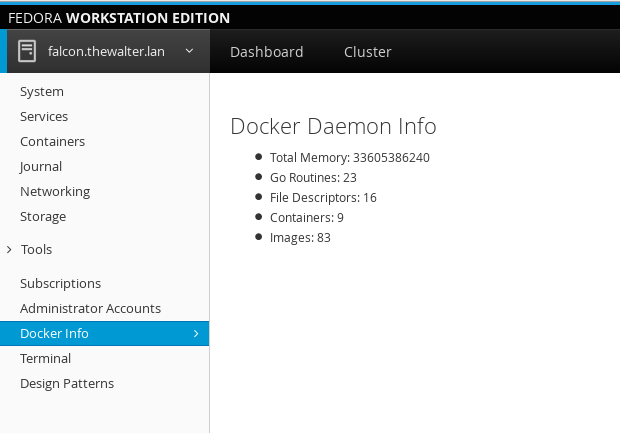 FEDORA WORKSTATION EDITION
falcon.thewalter.lan
Dashboard
Cluster
System
Services
Containers
Journal
Networking
Storage
Tools
Subscriptions
Administrator Accounts
Docker Info
Terminal
Design Patterns
Docker Daemon Info
Total Memory: 33605386240
Go Routines: 23
File Descriptors: 16
Containers: 9
Images: 83